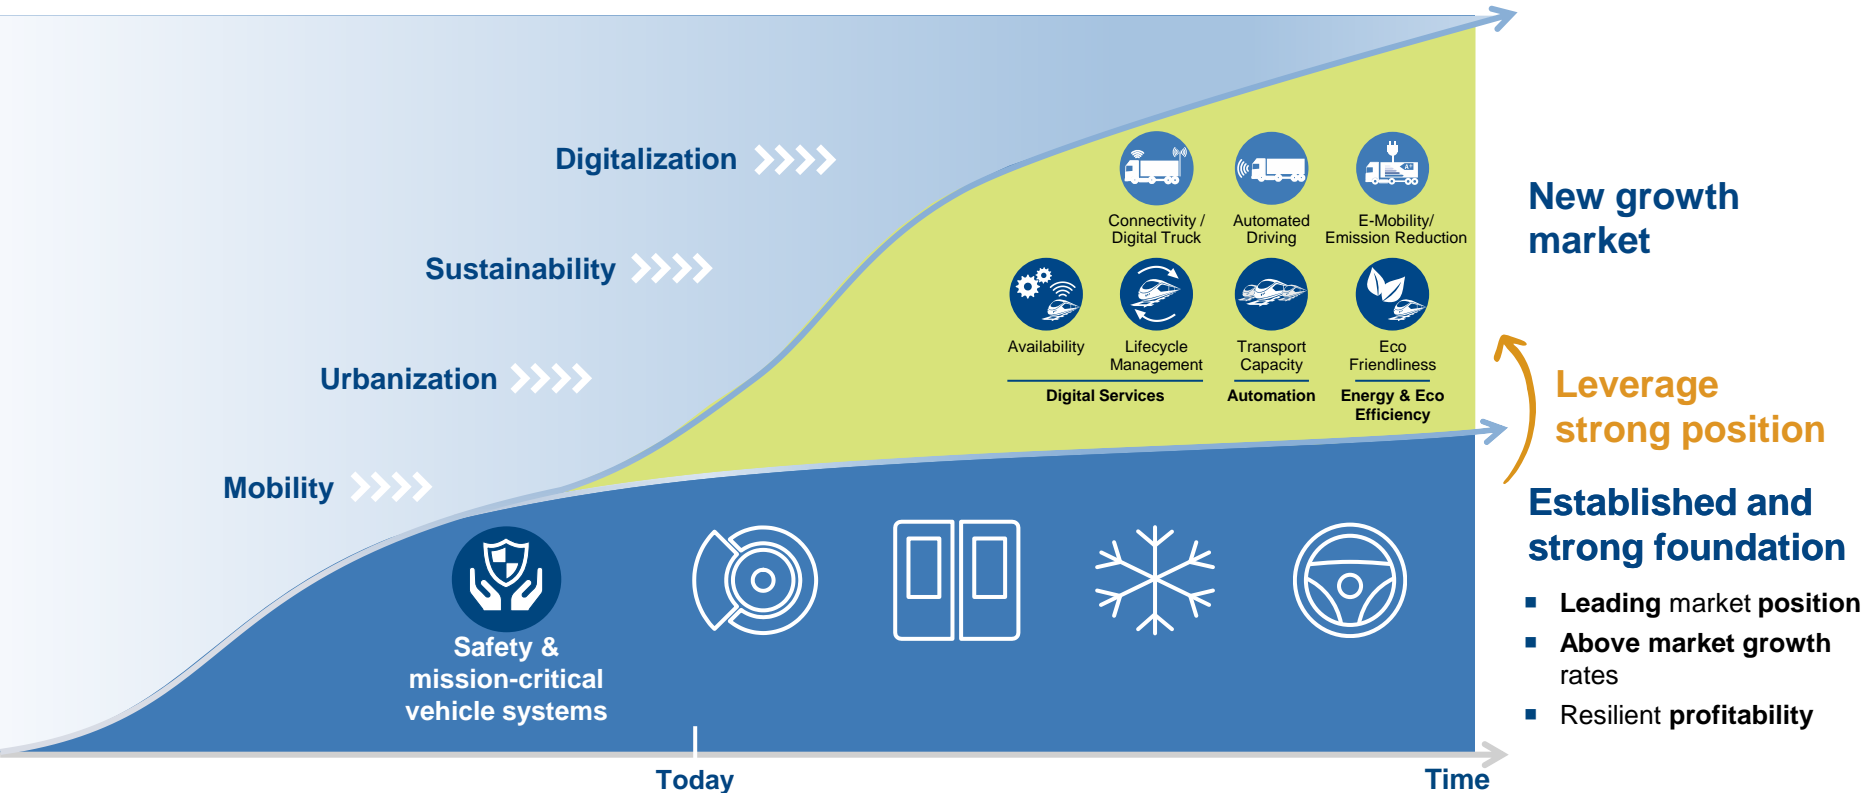 Digitalization
Sustainability
Urbanization
Mobility
Connectivity /
Digital Truck
Automated
Driving
E-Mobility/
Emission Reduction
Availability
Lifecycle
Management
Transport
Capacity
Eco
Friendliness
Digital Services
Automation
Energy & Eco
Efficiency
New growth
market
Leverage
strong position
Established and
strong foundation
Leading market position
Above market growth
rates
Resilient profitability
Safety &
mission-critical
vehicle systems
Today
Time